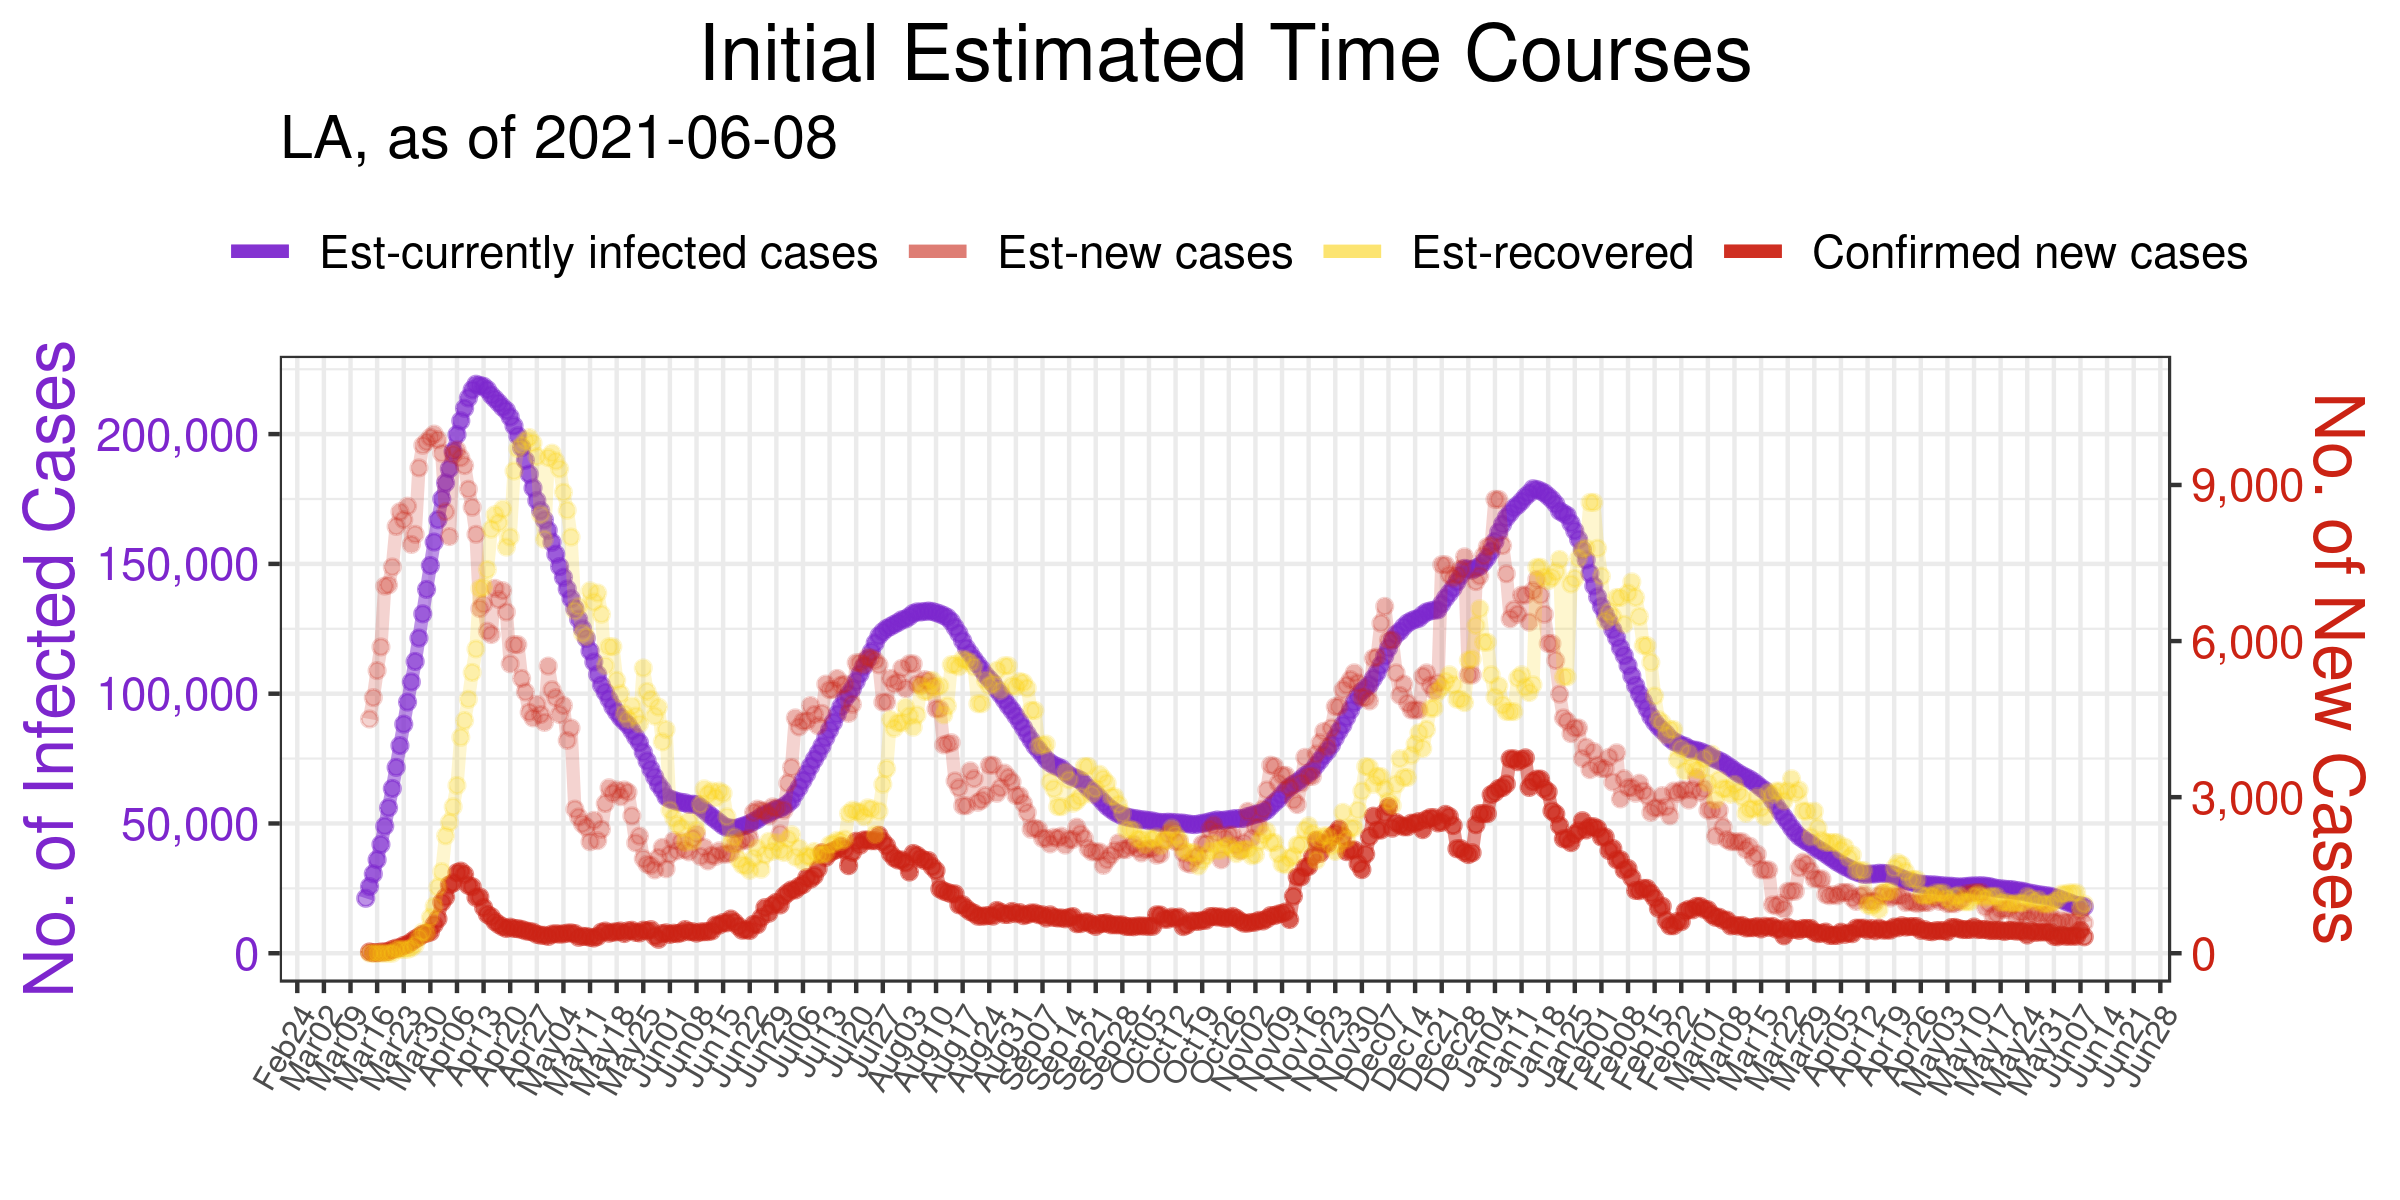 Initial Estimated Time Courses
LA, as of 2021-06-08
Est-currently infected cases Est-new cases Est-recovered Confirmed new cases
No. of Infected Cases
200,000
150,000
100,000
50,000
0
No. of New Cases
9,000
6,000
3,000
0
Feb24 Mar02 Mar09 Mar16 Mar23 Mar30 Apr06 Apr13 Apr20 Apr27 May04 May11 May18 May25 Jun01 Jun08 Jun15 Jun22 Jun29 Jul06 Jul13 Jul20 Jul27 Aug03 Aug10 Aug17 Aug24 Aug31 Sep07 Sep14 Sep21 Sep28 Oct05 Oct12 Oct19 Oct26 Nov02 Nov09 Nov16 Nov23 Nov30 Dec07 Dec14 Dec21 Dec28 Jan04 Jan11 Jan18 Jan25 Feb01 Feb08 Feb15 Feb22 Mar01 Mar08 Mar15 Mar22 Mar29 Apr05 Apr12 Apr19 Apr26 May03 May10 May17 May24 May31 Jun07 Jun14 Jun21 Jun28